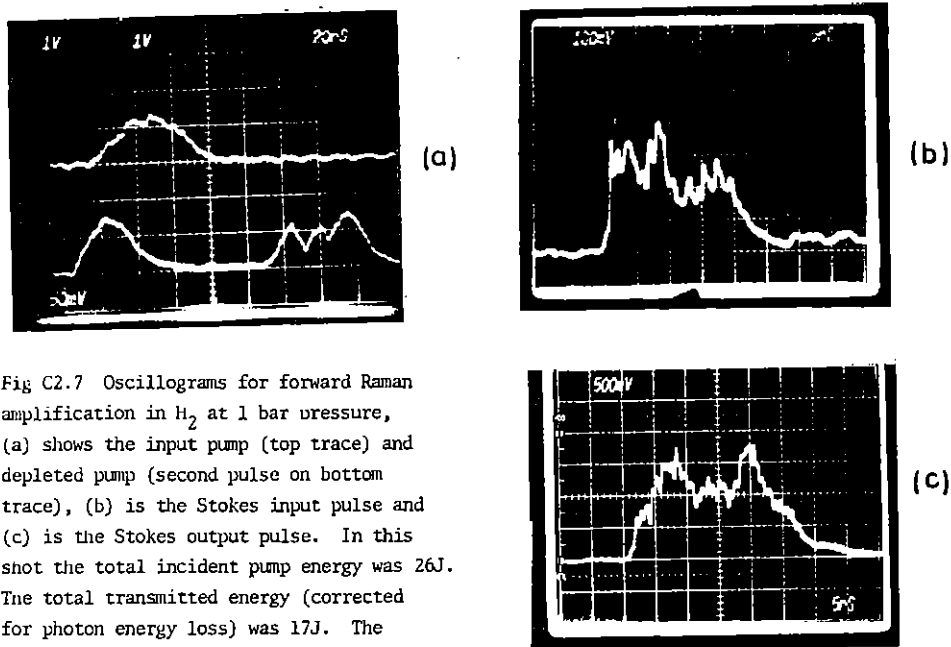 1V 1V 20nS
(a)
50mV
100mV
(b)
500mV
(c)
5nS
Fig C2.7 Oscillograms for forward Raman
amplification in H2 at 1 bar pressure,
(a) shows the input pump (top trace) and
depleted pump (second pulse on bottom
trace), (b) is the Stokes input pulse and
(c) is the Stokes output pulse. In this
shot the total incident pump energy was 26J.
The total transmitted energy (corrected
for photon energy loss) was 17J. The